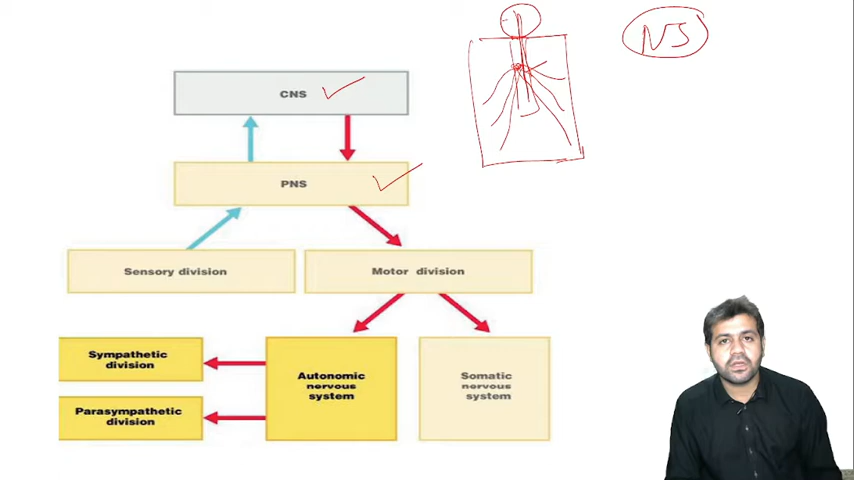 NS
CNS
PNS
Sensory division
Motor division
Sympathetic
division
Parasympathetic
division
Autonomic
nervous
system
Somatic
nervous
system